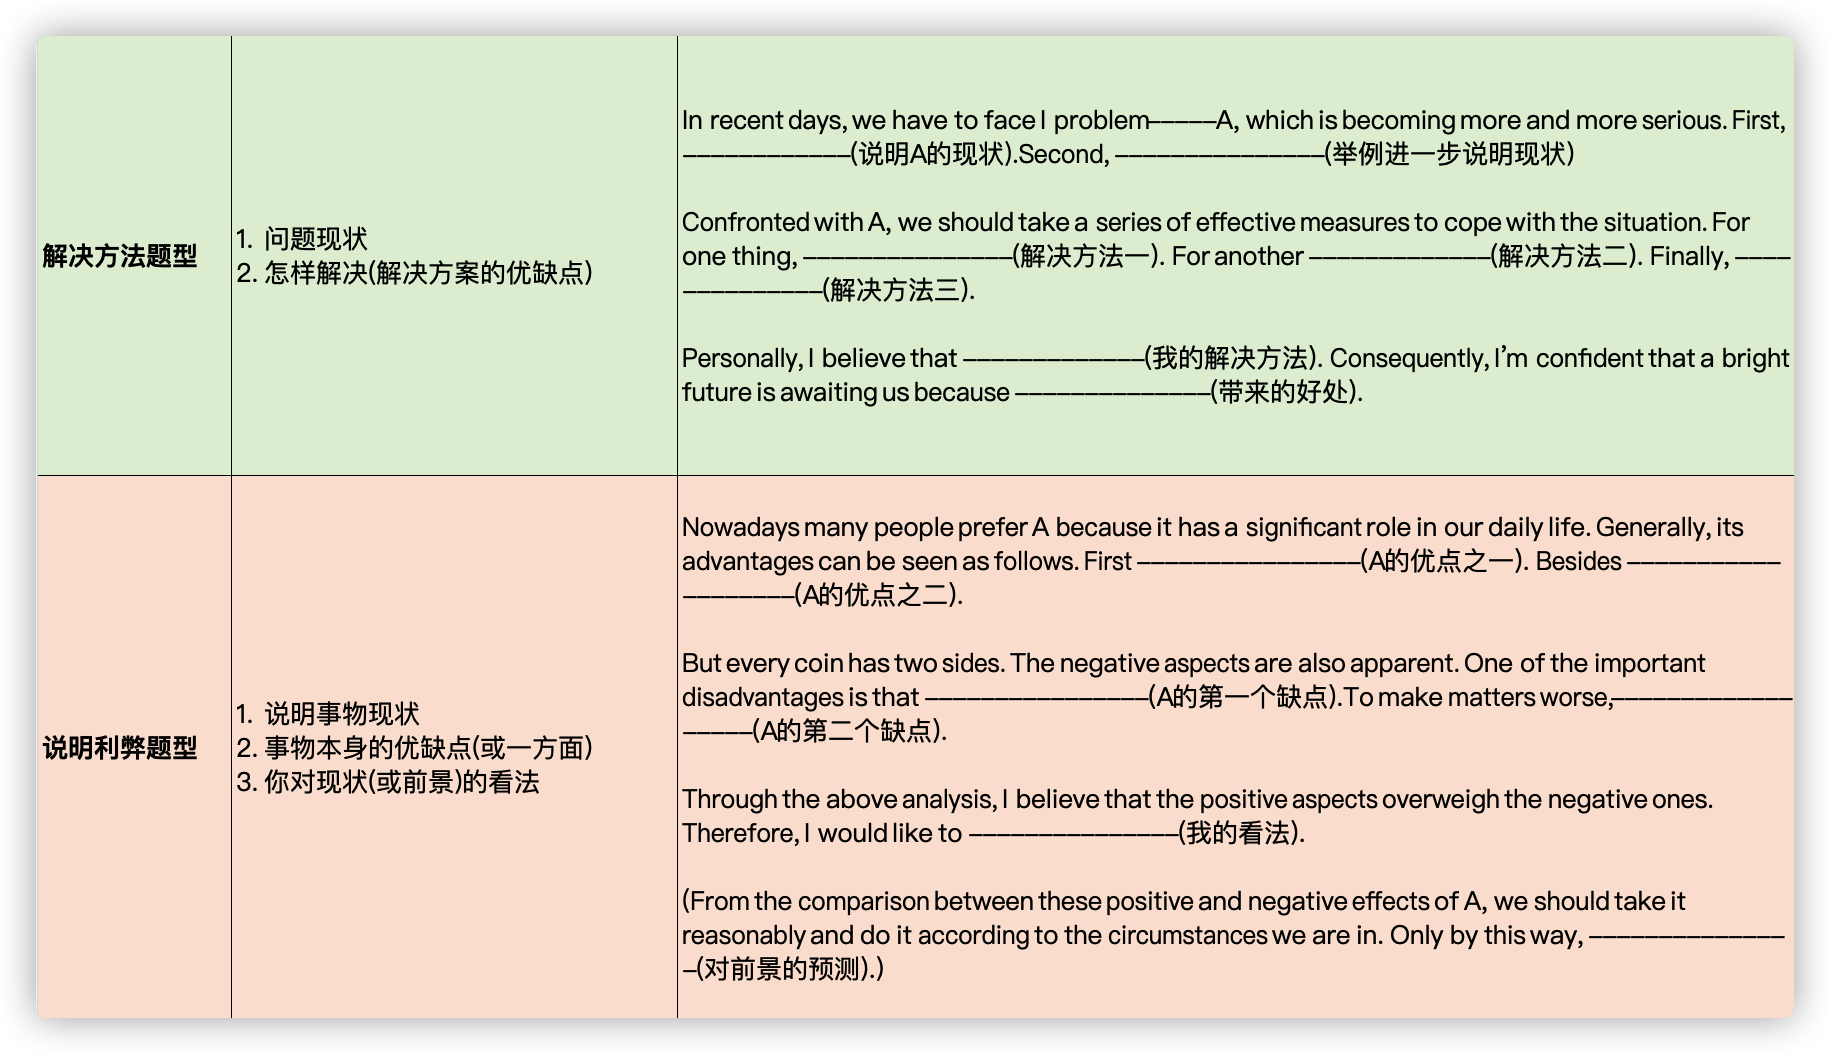 解决方法题型
1. 问题现状
2. 怎样解决(解决方案的优缺点)
In recent days, we have to face I problem-----A, which is becoming more and more serious. First,
------------(说明A的现状).Second, ---------------(举例进一步说明现状)
Confronted with A, we should take a series of effective measures to cope with the situation. For
one thing, ---------------(解决方法一). For another -------------(解决方法二). Finally, ----
----------(解决方法三).
Personally, I believe that -------------(我的解决方法). Consequently, I’m confident that a bright
future is awaiting us because --------------(带来的好处).
说明利弊题型
1. 说明事物现状
2. 事物本身的优缺点(或一方面)
3. 你对现状(或前景)的看法
Nowadays many people prefer A because it has a significant role in our daily life. Generally, its
advantages can be seen as follows. First ----------------(A的优点之一). Besides -----------
--------(A的优点之二).
But every coin has two sides. The negative aspects are also apparent. One of the important
disadvantages is that ----------------(A的第一个缺点).To make matters worse,-------------
-----(A的第二个缺点).
Through the above analysis, I believe that the positive aspects overweigh the negative ones.
Therefore, I would like to ---------------(我的看法).
(From the comparison between these positive and negative effects of A, we should take it
reasonably and do it according to the circumstances we are in. Only by this way, --------------
-(对前景的预测).)